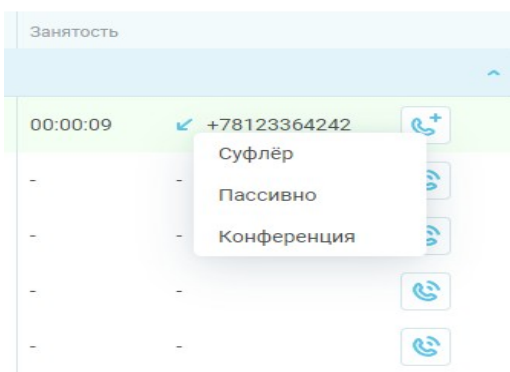 Занятость
00:00:09 +78123364242
Суфлёр
- -
Пассивно
- -
Конференция
- -
- -